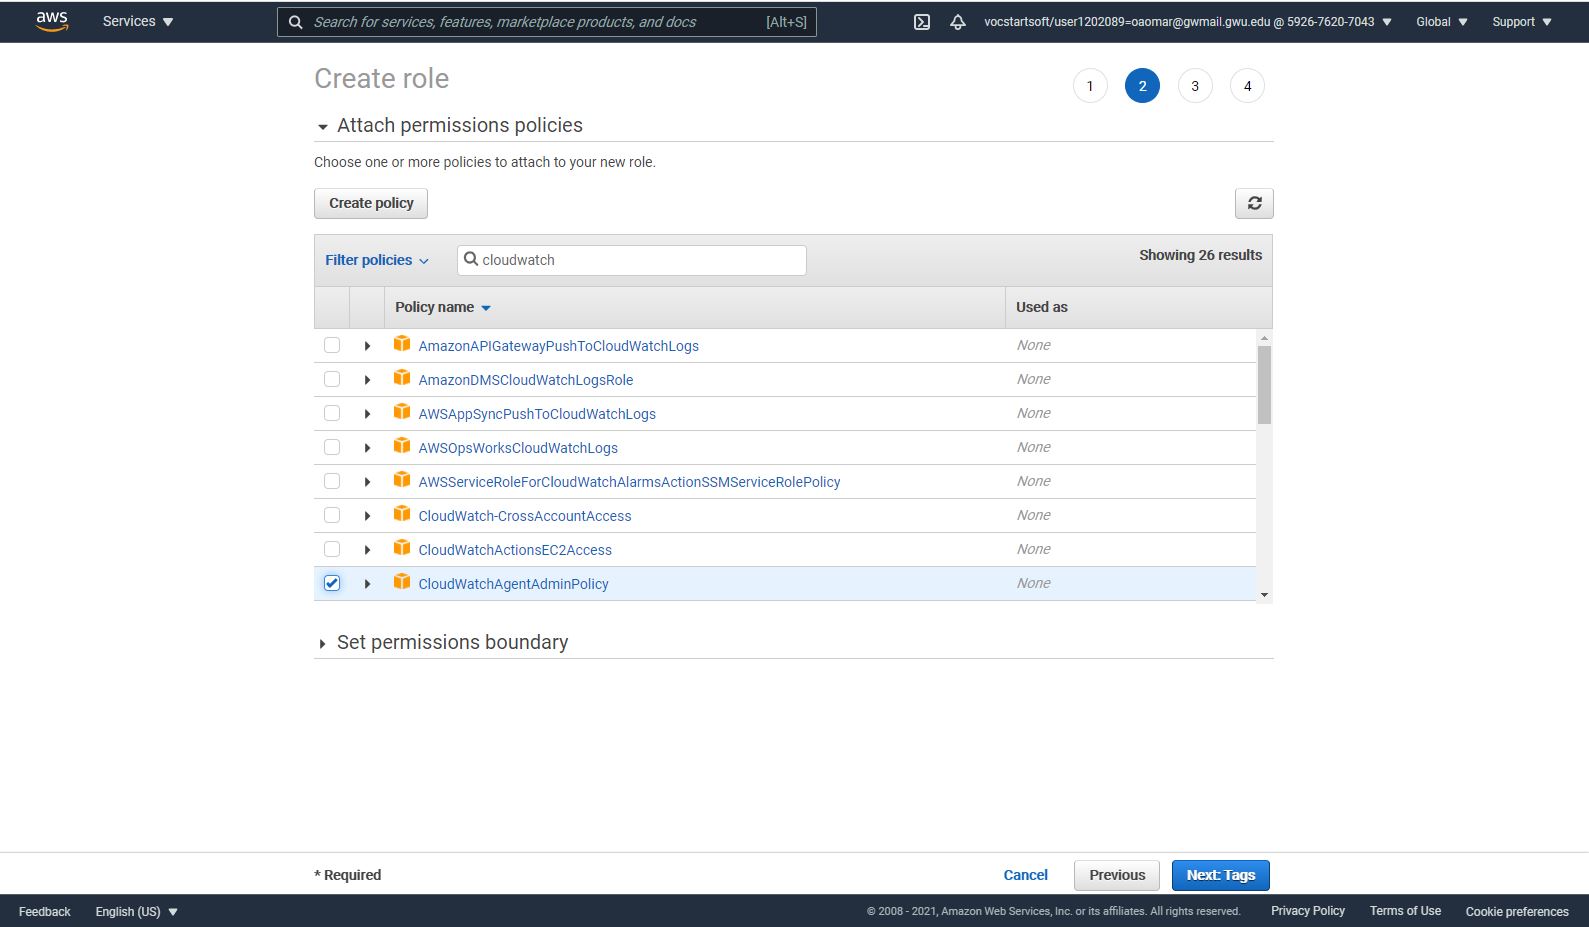 aws Services Search for services, features, marketplace products, and docs [Alt+S] vocstartsoft/user1202089=oaomar@gwmail.gwu.edu @ 5926-7620-7043 Global Support
Create role 1 2 3 4
Attach permissions policies
Choose one or more policies to attach to your new role.
Create policy
Filter policies cloudwatch Showing 26 results
Policy name Used as
AmazonAPIGatewayPushToCloudWatchLogs None
AmazonDMSCloudWatchLogsRole None
AWSAppSyncPushToCloudWatchLogs None
AWSOpsWorksCloudWatchLogs None
AWSServiceRoleForCloudWatchAlarmsActionSSMServiceRolePolicy None
CloudWatch-CrossAccountAccess None
CloudWatchActionsEC2Access None
CloudWatchAgentAdminPolicy None
Set permissions boundary
* Required Cancel Previous Next: Tags
Feedback English (US) © 2008 - 2021, Amazon Web Services, Inc. or its affiliates. All rights reserved. Privacy Policy Terms of Use Cookie preferences